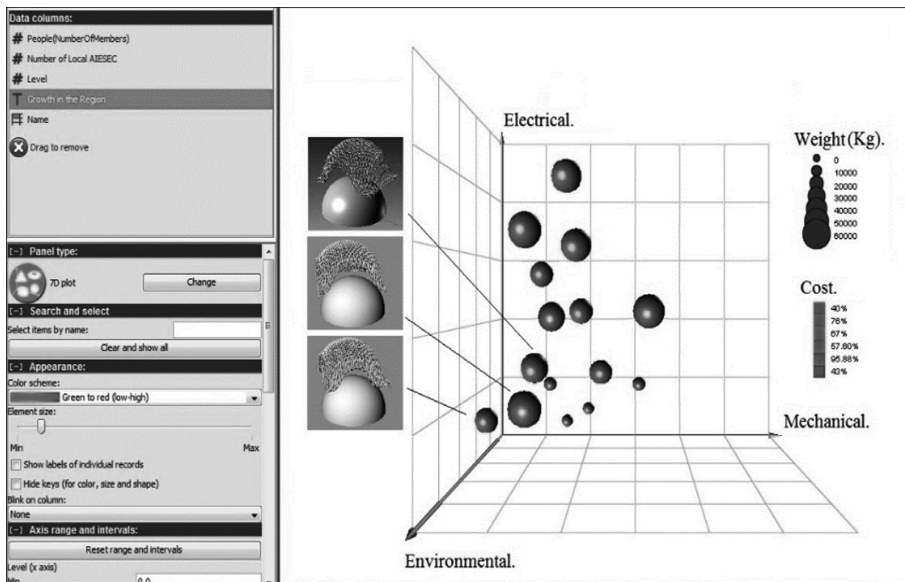 Data columns:
# People(NumberOfMembers)
# Number of Local AIESEC
# Level
T Growth in the Region
Name
Drag to remove
[-] Panel type:
7D plot
Change
[-] Search and select
Select items by name:
Clear and show all
[-] Appearance:
Color scheme:
Green to red (low-high)
Element size:
Min Max
Show labels of individual records
Hide keys (for color, size and shape)
Blink on column:
None
[-] Axis range and intervals:
Reset range and intervals
Level (x axis)
Min 0.0
Electrical.
Mechanical.
Environmental.
Weight (Kg).
0
10000
20000
30000
40000
50000
60000
Cost.
40%
76%
67%
57.60%
95.88%
43%